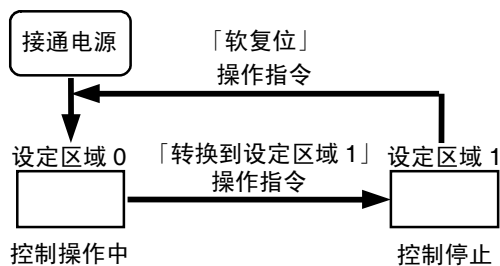 接通电源
「软复位」
操作指令
设定区域 0
「转换到设定区域 1」
操作指令
设定区域 1
控制操作中
控制停止